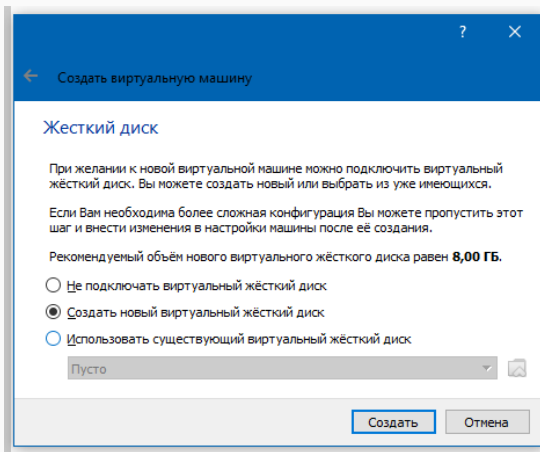 ?
Создать виртуальную машину
Жесткий диск
При желании к новой виртуальной машине можно подключить виртуальный
жёсткий диск. Вы можете создать новый или выбрать из уже имеющихся.
Если Вам необходима более сложная конфигурация Вы можете пропустить этот
шаг и внести изменения в настройки машины после её создания.
Рекомендуемый объём нового виртуального жёсткого диска равен 8,00 ГБ.
Не подключать виртуальный жёсткий диск
Создать новый виртуальный жёсткий диск
Использовать существующий виртуальный жёсткий диск
Пусто
Создать Отмена